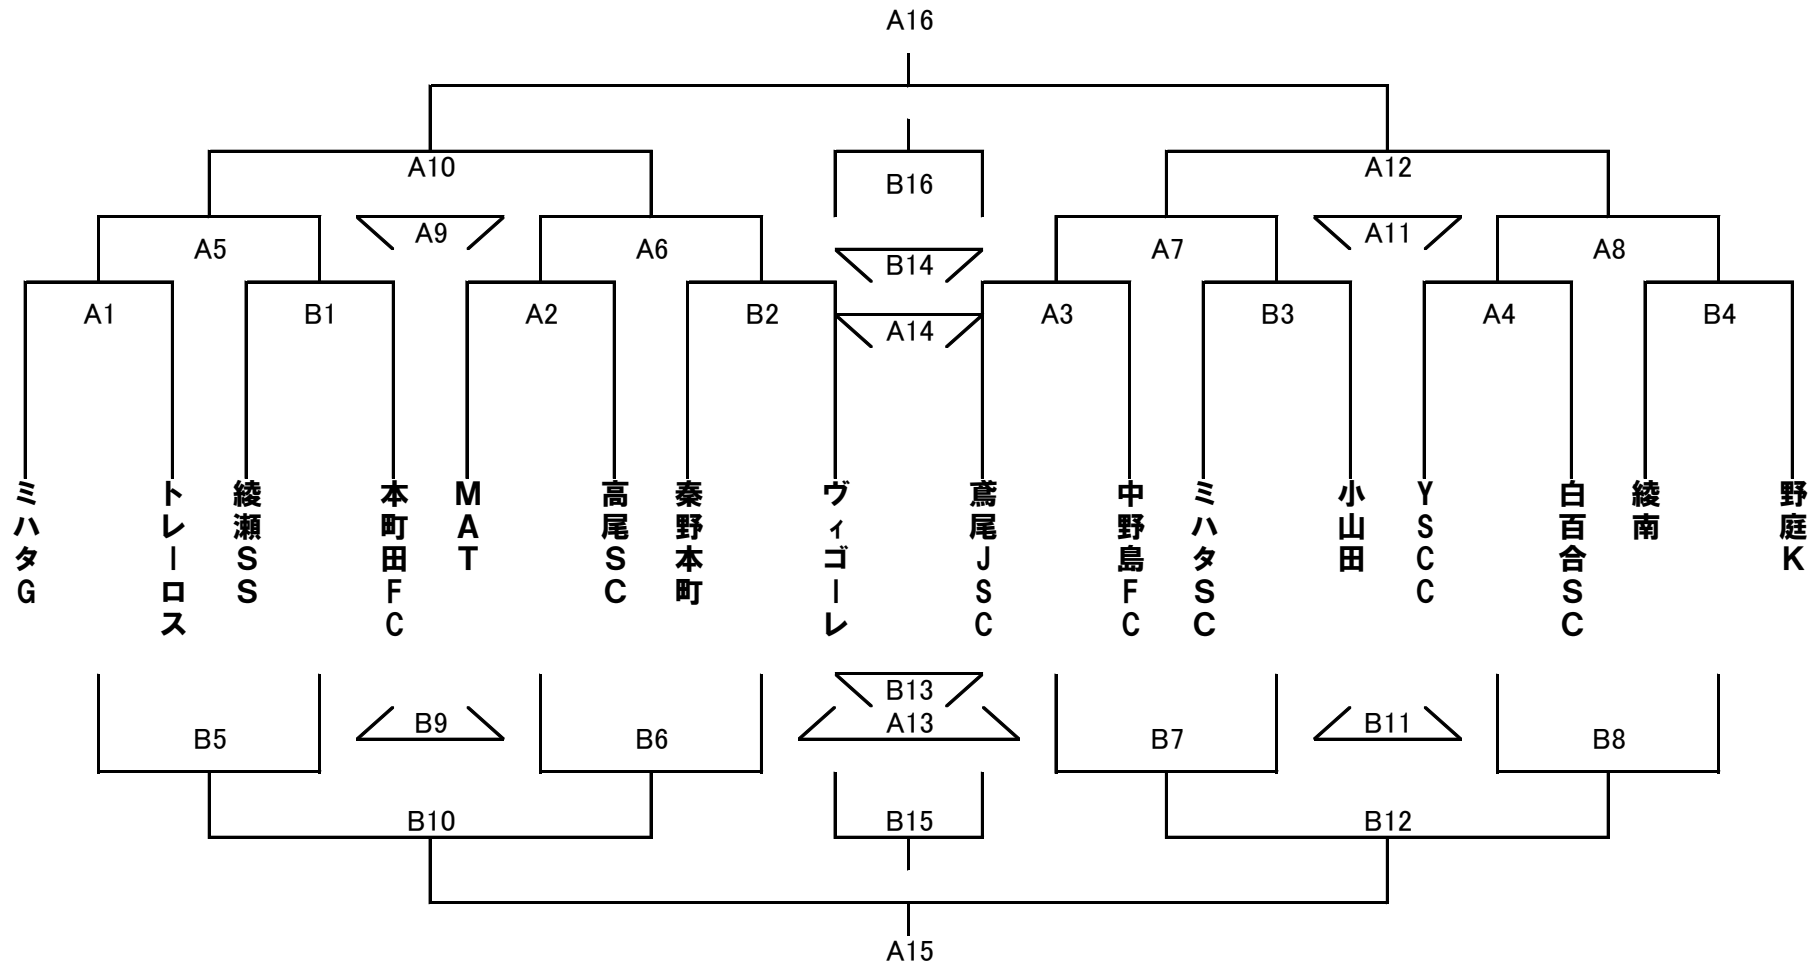 A16
A10
B16
A12
A9
A11
A5
A6
A7
A8
B14
A1
B1
A2
B2
A14
A3
B3
A4
B4
ミハタG
トレーロス
綾瀬SS
本町田FC
MAT
高尾SC
秦野本町
ヴィゴーレ
鳶尾JSC
中野島FC
ミハタSC
小山田
YSCC
白百合SC
綾南
野庭K
B13
B9
A13
B11
B5
B6
B7
B8
B10
B15
B12
A15